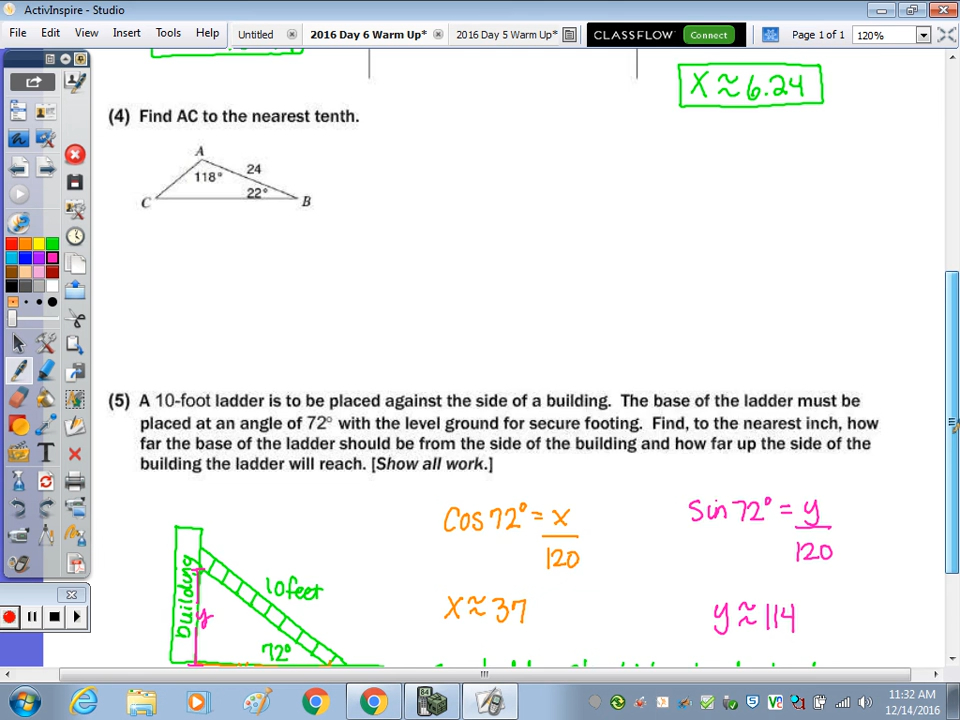 ActivInspire - Studio
File Edit View Insert Tools Help Untitled 2016 Day 6 Warm Up* 2016 Day 5 Warm Up* CLASSFLOW Connect Page 1 of 1 120%
X ≈ 6.24
(4) Find AC to the nearest tenth.
A
118° 24
22°
C B
(5) A 10-foot ladder is to be placed against the side of a building. The base of the ladder must be
placed at an angle of 72° with the level ground for secure footing. Find, to the nearest inch, how
far the base of the ladder should be from the side of the building and how far up the side of the
building the ladder will reach. [Show all work.]
Cos 72° = x/120
Sin 72° = y/120
building
10 feet
y
72°
X ≈ 37
y ≈ 114
11:32 AM
12/14/2016